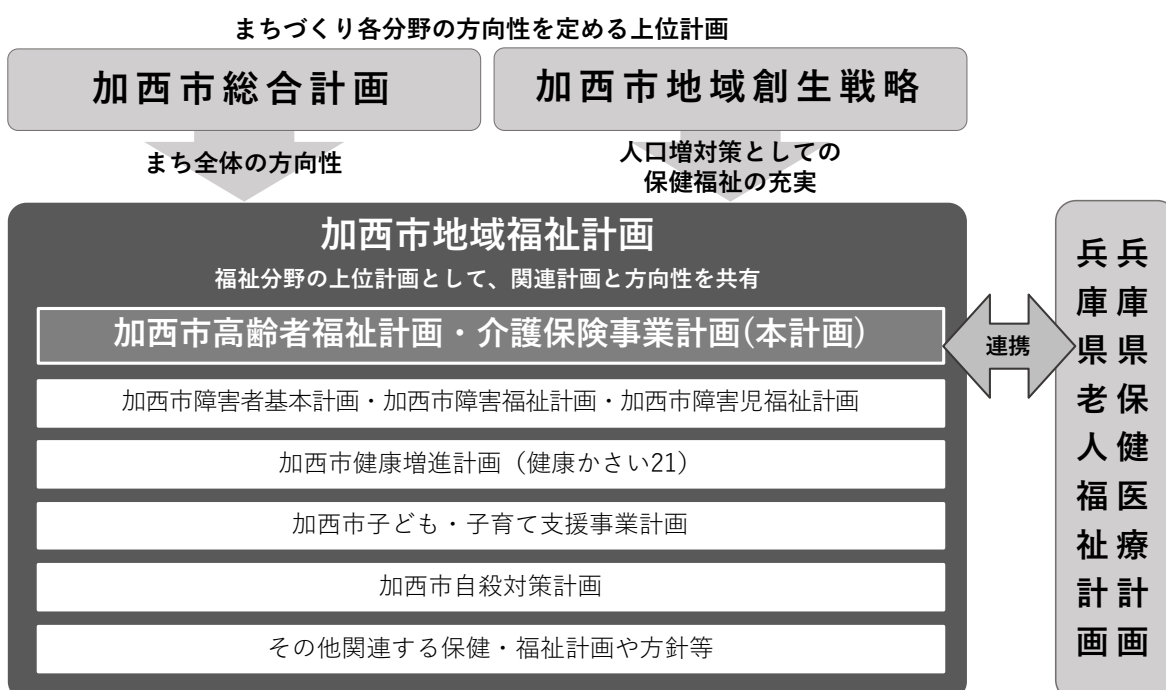 まちづくり各分野の方向性を定める上位計画
加西市総合計画
加西市地域創生戦略
まち全体の方向性
人口増対策としての
保健福祉の充実
加西市地域福祉計画
福祉分野の上位計画として、関連計画と方向性を共有
加西市高齢者福祉計画・介護保険事業計画(本計画)
加西市障害者基本計画・加西市障害福祉計画・加西市障害児福祉計画
加西市健康増進計画（健康かさい21）
加西市子ども・子育て支援事業計画
加西市自殺対策計画
その他関連する保健・福祉計画や方針等
連携
兵庫県保健医療計画
兵庫県老人福祉計画